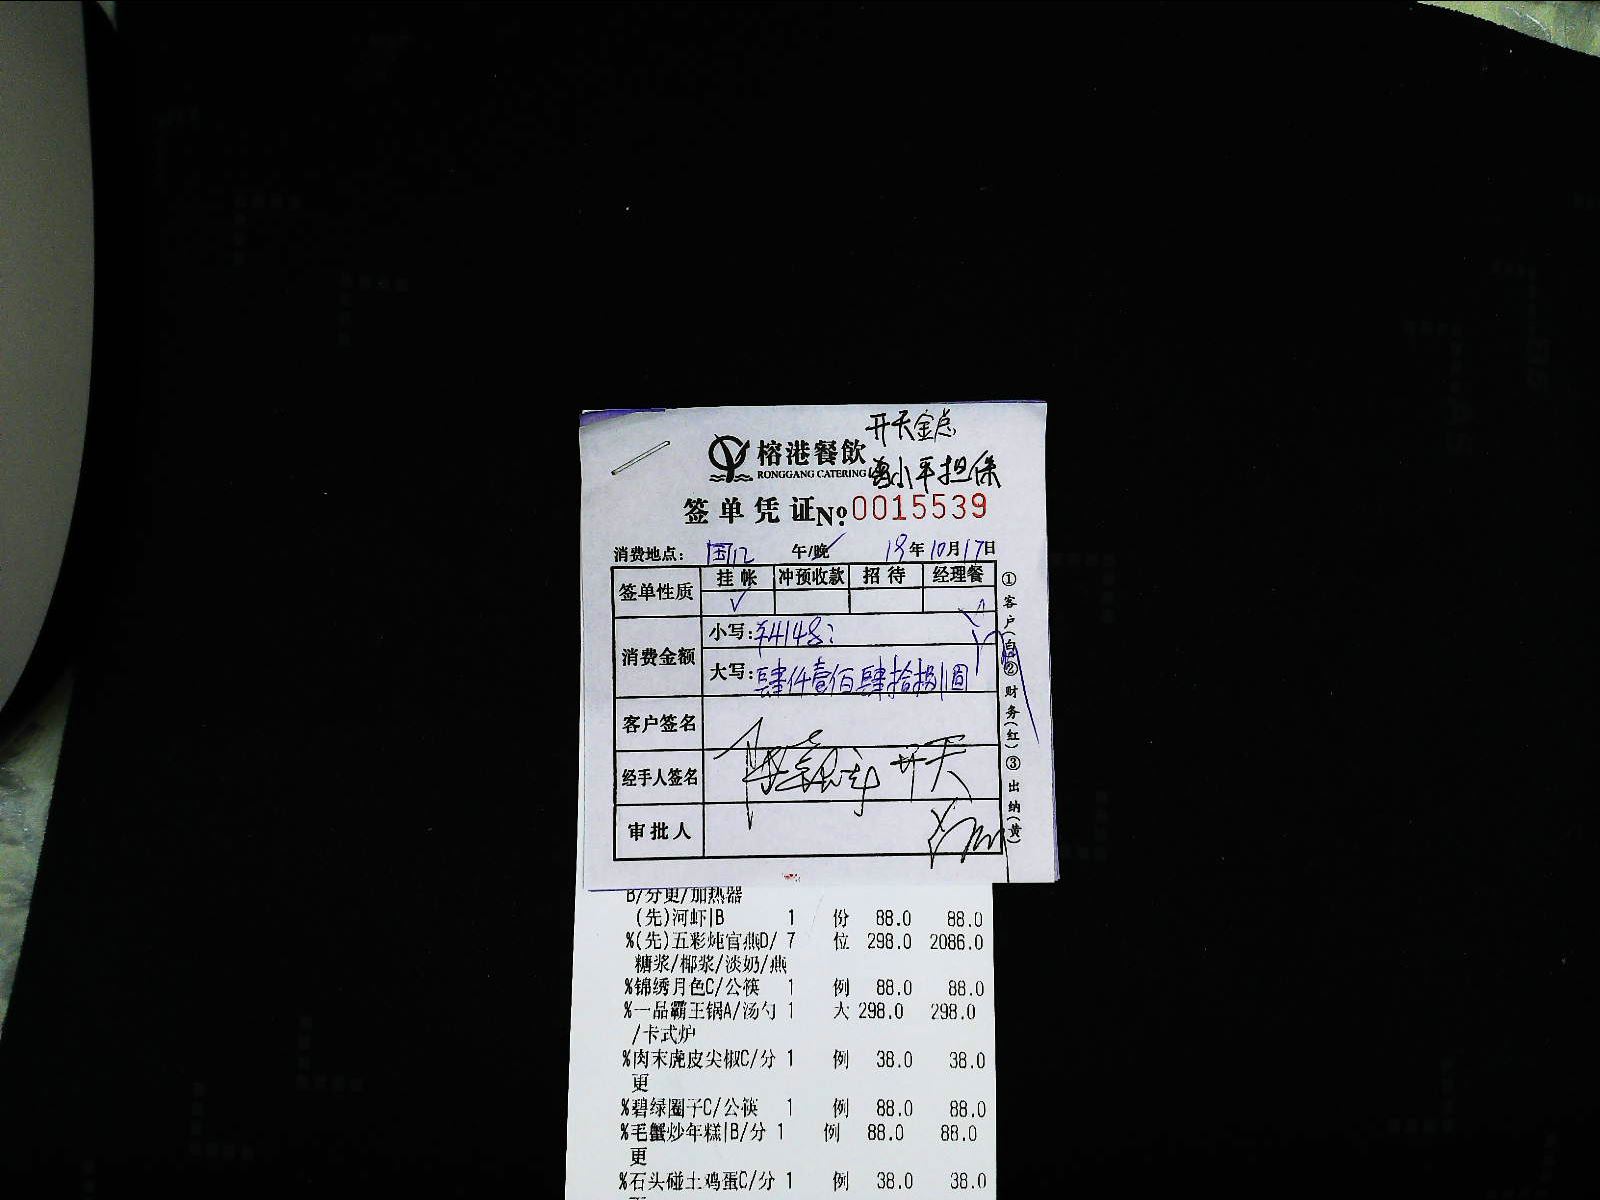 开天金总
榕港餐飲
RONGGANG CATERING
小平担保
签单凭证 No. 0015539
消费地点: 午/晚 18年10月17日
签单性质 挂帐 冲预收款 招待 经理餐
✓
消费金额 小写: ¥4148:
大写: 肆仟壹佰肆拾捌圆
客户签名
经手人签名 开天
审批人
①客户(白)②财务(红)③出纳(黄)
B/分更/加热器
(先)河虾|B 1 份 88.0 88.0
%(先)五彩炖官燕D/ 7 位 298.0 2086.0
糖浆/椰浆/淡奶/燕
%锦绣月色C/公筷 1 例 88.0 88.0
%一品霸王锅A/汤勺 1 大 298.0 298.0
/卡式炉
%肉末虎皮尖椒C/分 1 例 38.0 38.0
更
%碧绿圈子C/公筷 1 例 88.0 88.0
%毛蟹炒年糕|B/分 1 例 88.0 88.0
更
%石头碰土鸡蛋C/分 1 例 38.0 38.0